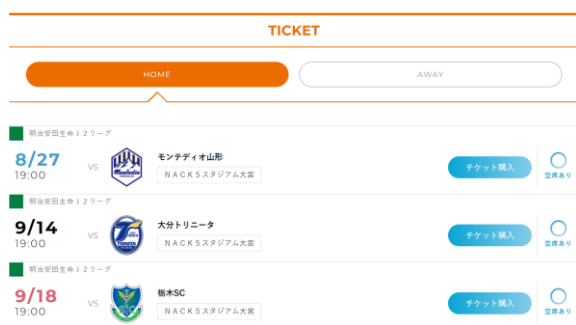 TICKET
HOME
AWAY
明治安田生命Ｊ２リーグ
8/27
19:00
VS
モンテディオ山形
ＮＡＣＫ５スタジアム大宮
チケット購入
空席あり
明治安田生命Ｊ２リーグ
9/14
19:00
VS
大分トリニータ
ＮＡＣＫ５スタジアム大宮
チケット購入
空席あり
明治安田生命Ｊ２リーグ
9/18
19:00
VS
栃木SC
ＮＡＣＫ５スタジアム大宮
チケット購入
空席あり